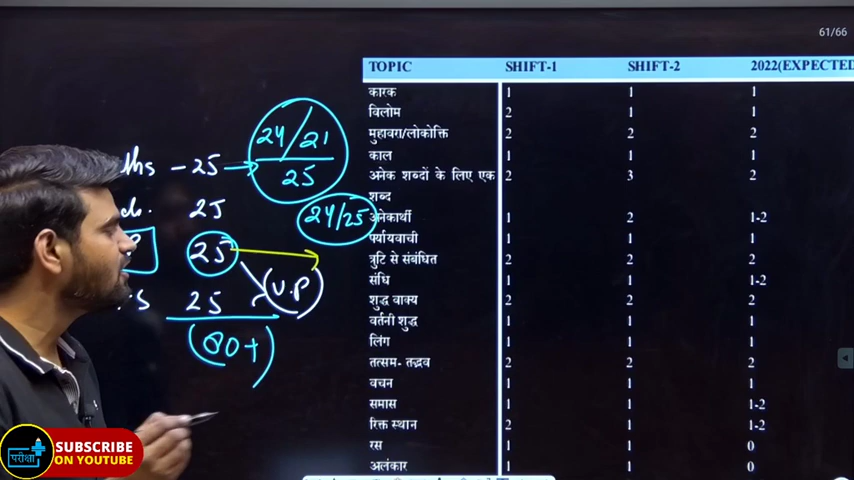 61/66
TOPIC SHIFT-1 SHIFT-2 2022(EXPECTED
कारक 1 1 1
विलोम 2 1 1
मुहावरा/लोकोक्ति 2 2 2
काल 1 1 1
अनेक शब्दों के लिए एक 2 3 2
शब्द
अनेकार्थी 1 2 1-2
पर्यायवाची 1 1 1
त्रुटि से संबंधित 2 2 2
संधि 1 1 1-2
शुद्ध वाक्य 2 2 2
वर्तनी शुद्ध 1 1 1
लिंग 1 1 1
तत्सम- तद्भव 2 2 2
वचन 1 1 1
समास 1 1 1-2
रिक्त स्थान 2 1 1-2
रस 1 1 0
अलंकार 1 1 0
24/21
ths - 25
25
25
24/25
25
(U.P)
25
(80+)
परीक्षा
SUBSCRIBE
ON YOUTUBE